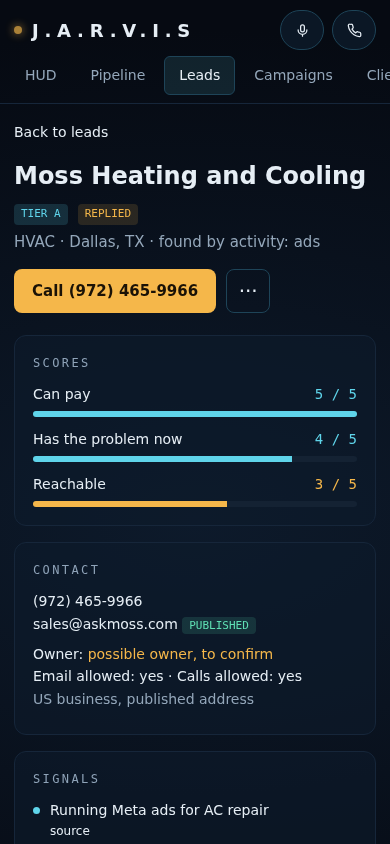 J.A.R.V.I.S
HUD Pipeline Leads Campaigns Clie
Back to leads
Moss Heating and Cooling
TIER A REPLIED
HVAC · Dallas, TX · found by activity: ads
Call (972) 465-9966 ···
SCORES
Can pay 5 / 5
Has the problem now 4 / 5
Reachable 3 / 5
CONTACT
(972) 465-9966
sales@askmoss.com PUBLISHED
Owner: possible owner, to confirm
Email allowed: yes · Calls allowed: yes
US business, published address
SIGNALS
Running Meta ads for AC repair
source